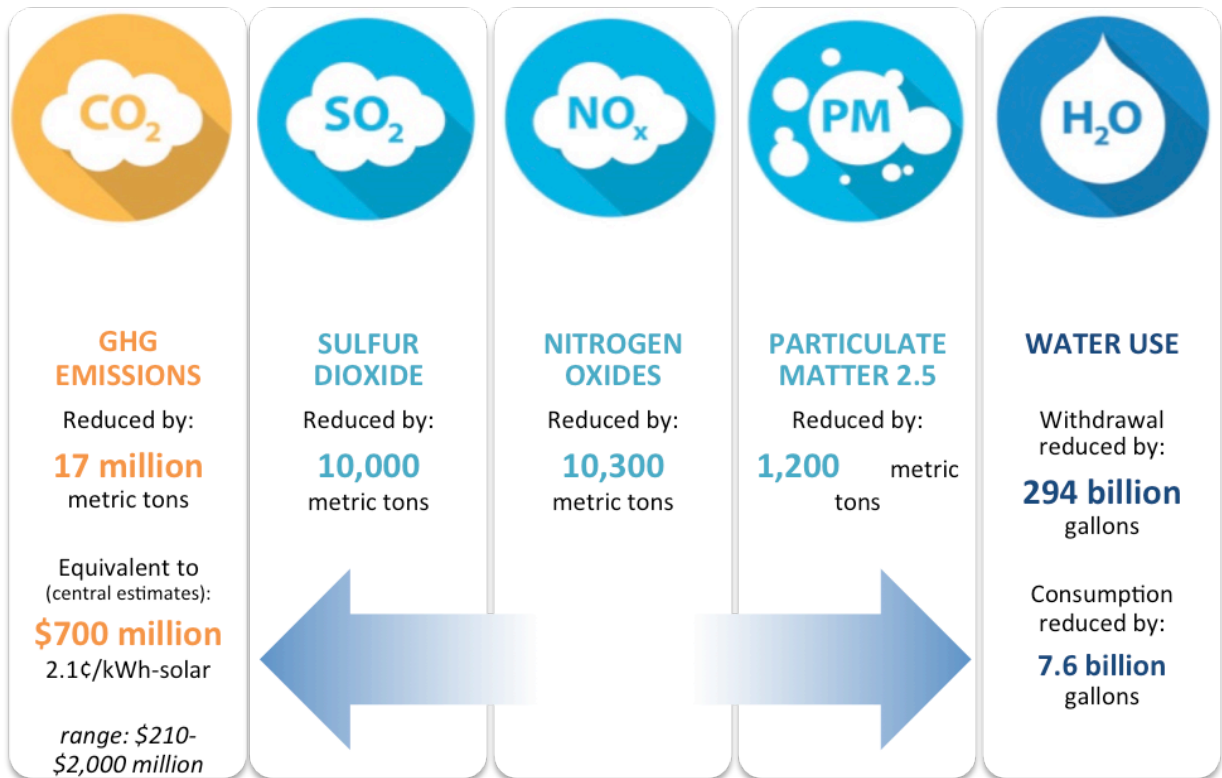 CO2
GHG
EMISSIONS
Reduced by:
17 million
metric tons
Equivalent to
(central estimates):
$700 million
2.1¢/kWh-solar
range: $210-
$2,000 million
SO2
SULFUR
DIOXIDE
Reduced by:
10,000
metric tons
NOx
NITROGEN
OXIDES
Reduced by:
10,300
metric tons
PM
PARTICULATE
MATTER 2.5
Reduced by:
1,200 metric
tons
H2O
WATER USE
Withdrawal
reduced by:
294 billion
gallons
Consumption
reduced by:
7.6 billion
gallons